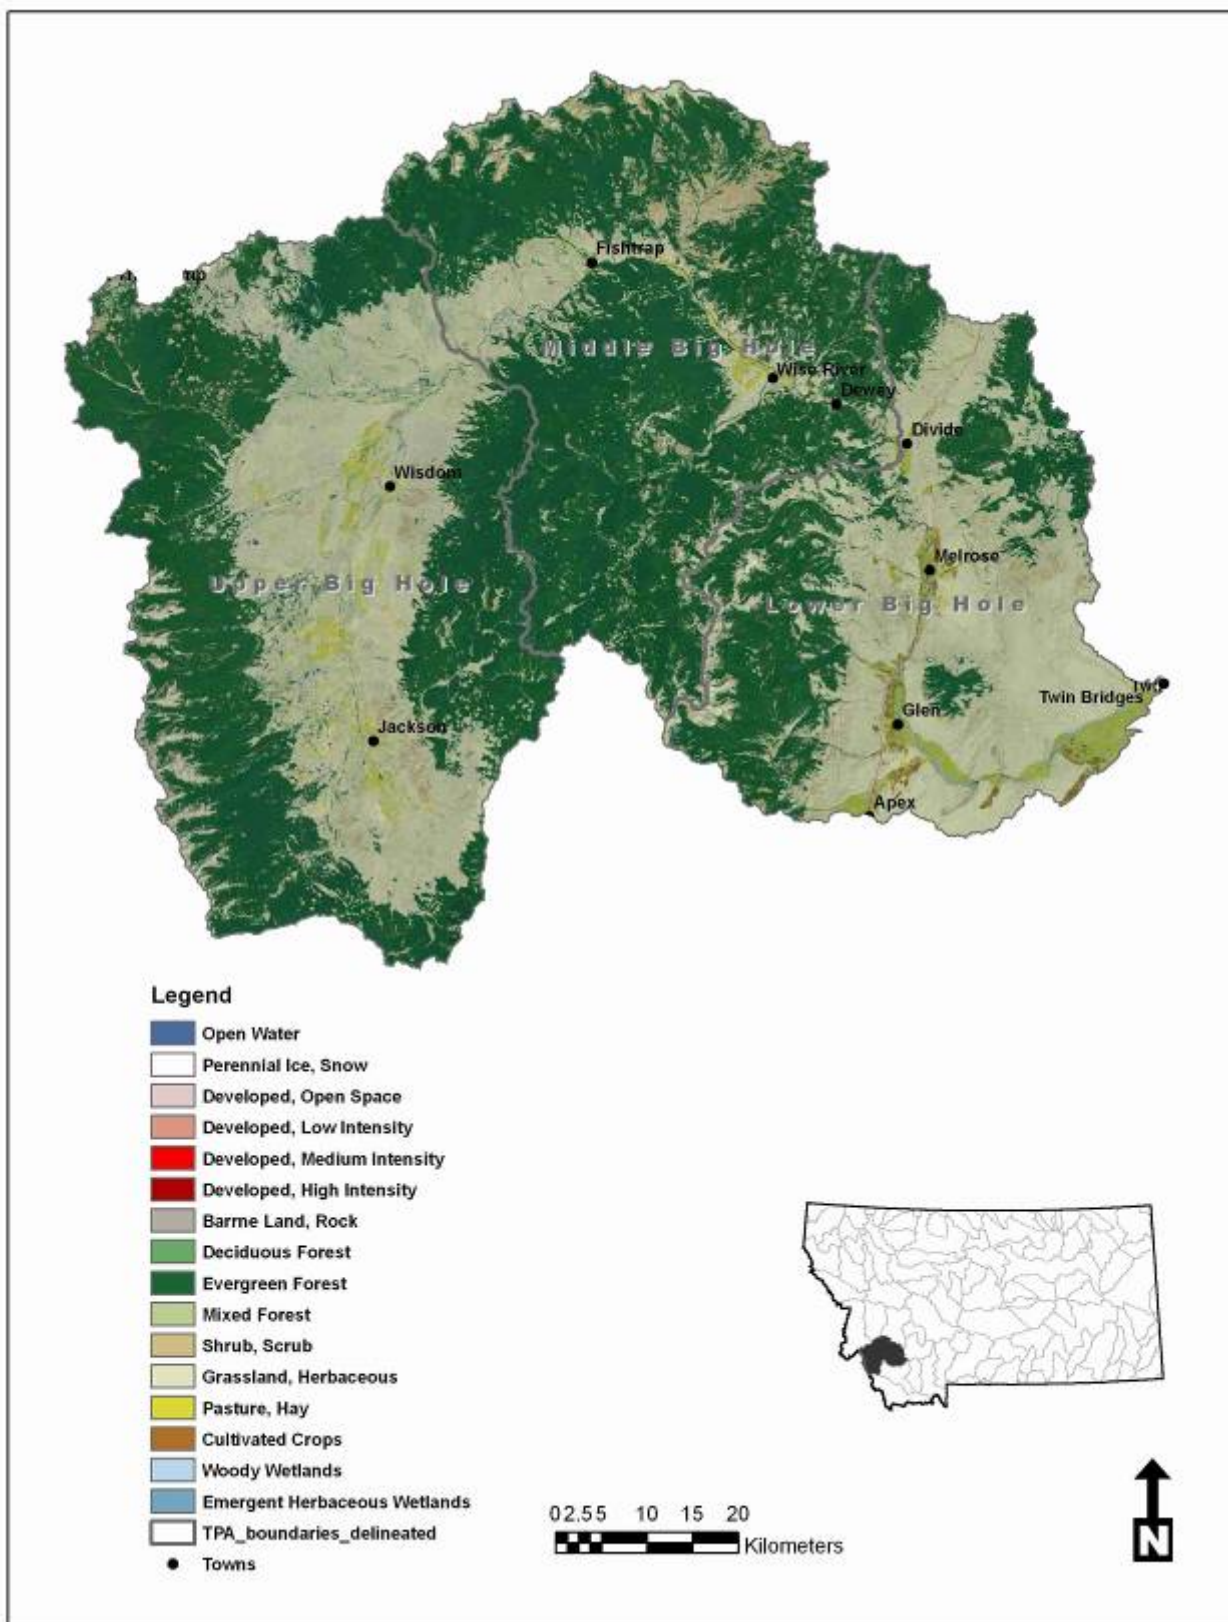 Fishtrap
Middle Big Hole
Wise River
Dewey
Divide
Wisdom
Melrose
Upper Big Hole
Lower Big Hole
Twin Bridges
Glen
Jackson
Apex
Legend
Open Water
Perennial Ice, Snow
Developed, Open Space
Developed, Low Intensity
Developed, Medium Intensity
Developed, High Intensity
Barrne Land, Rock
Deciduous Forest
Evergreen Forest
Mixed Forest
Shrub, Scrub
Grassland, Herbaceous
Pasture, Hay
Cultivated Crops
Woody Wetlands
Emergent Herbaceous Wetlands
TPA_boundaries_delineated
Towns
0 2.5 5 10 15 20
Kilometers
N